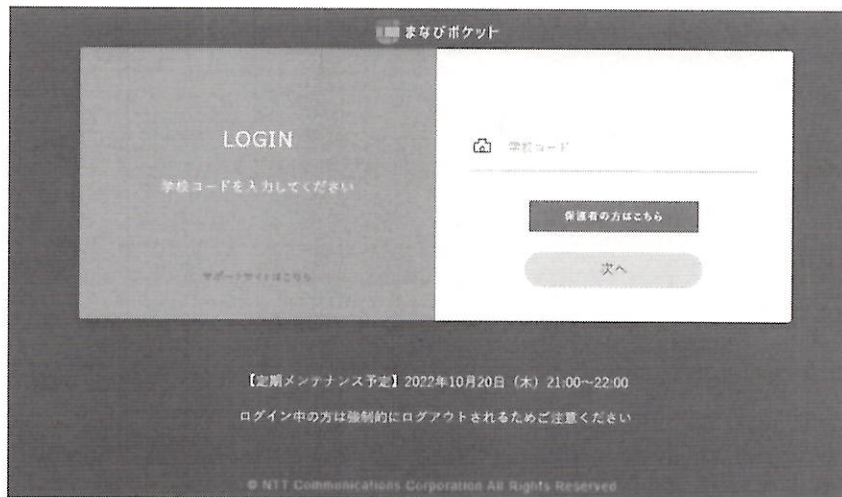 まなびポケット
LOGIN
学校コードを入力してください
サポートサイトはこちら
学校コード
保護者の方はこちら
次へ
【定期メンテナンス予定】2022年10月20日（木）21:00～22:00
ログイン中の方は強制的にログアウトされるためご注意ください
© NTT Communications Corporation All Rights Reserved